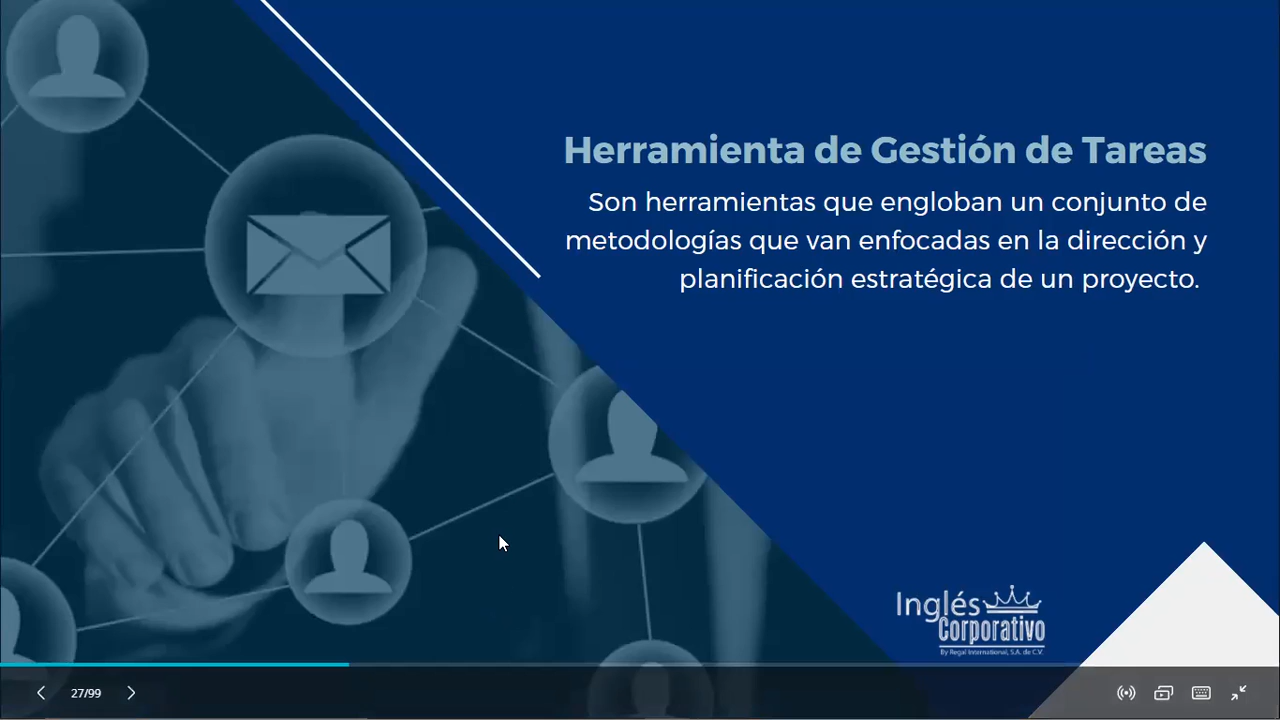 Herramienta de Gestión de Tareas
Son herramientas que engloban un conjunto de
metodologías que van enfocadas en la dirección y
planificación estratégica de un proyecto.
Inglés
Corporativo
By Regal International, S.A. de C.V.
27/99